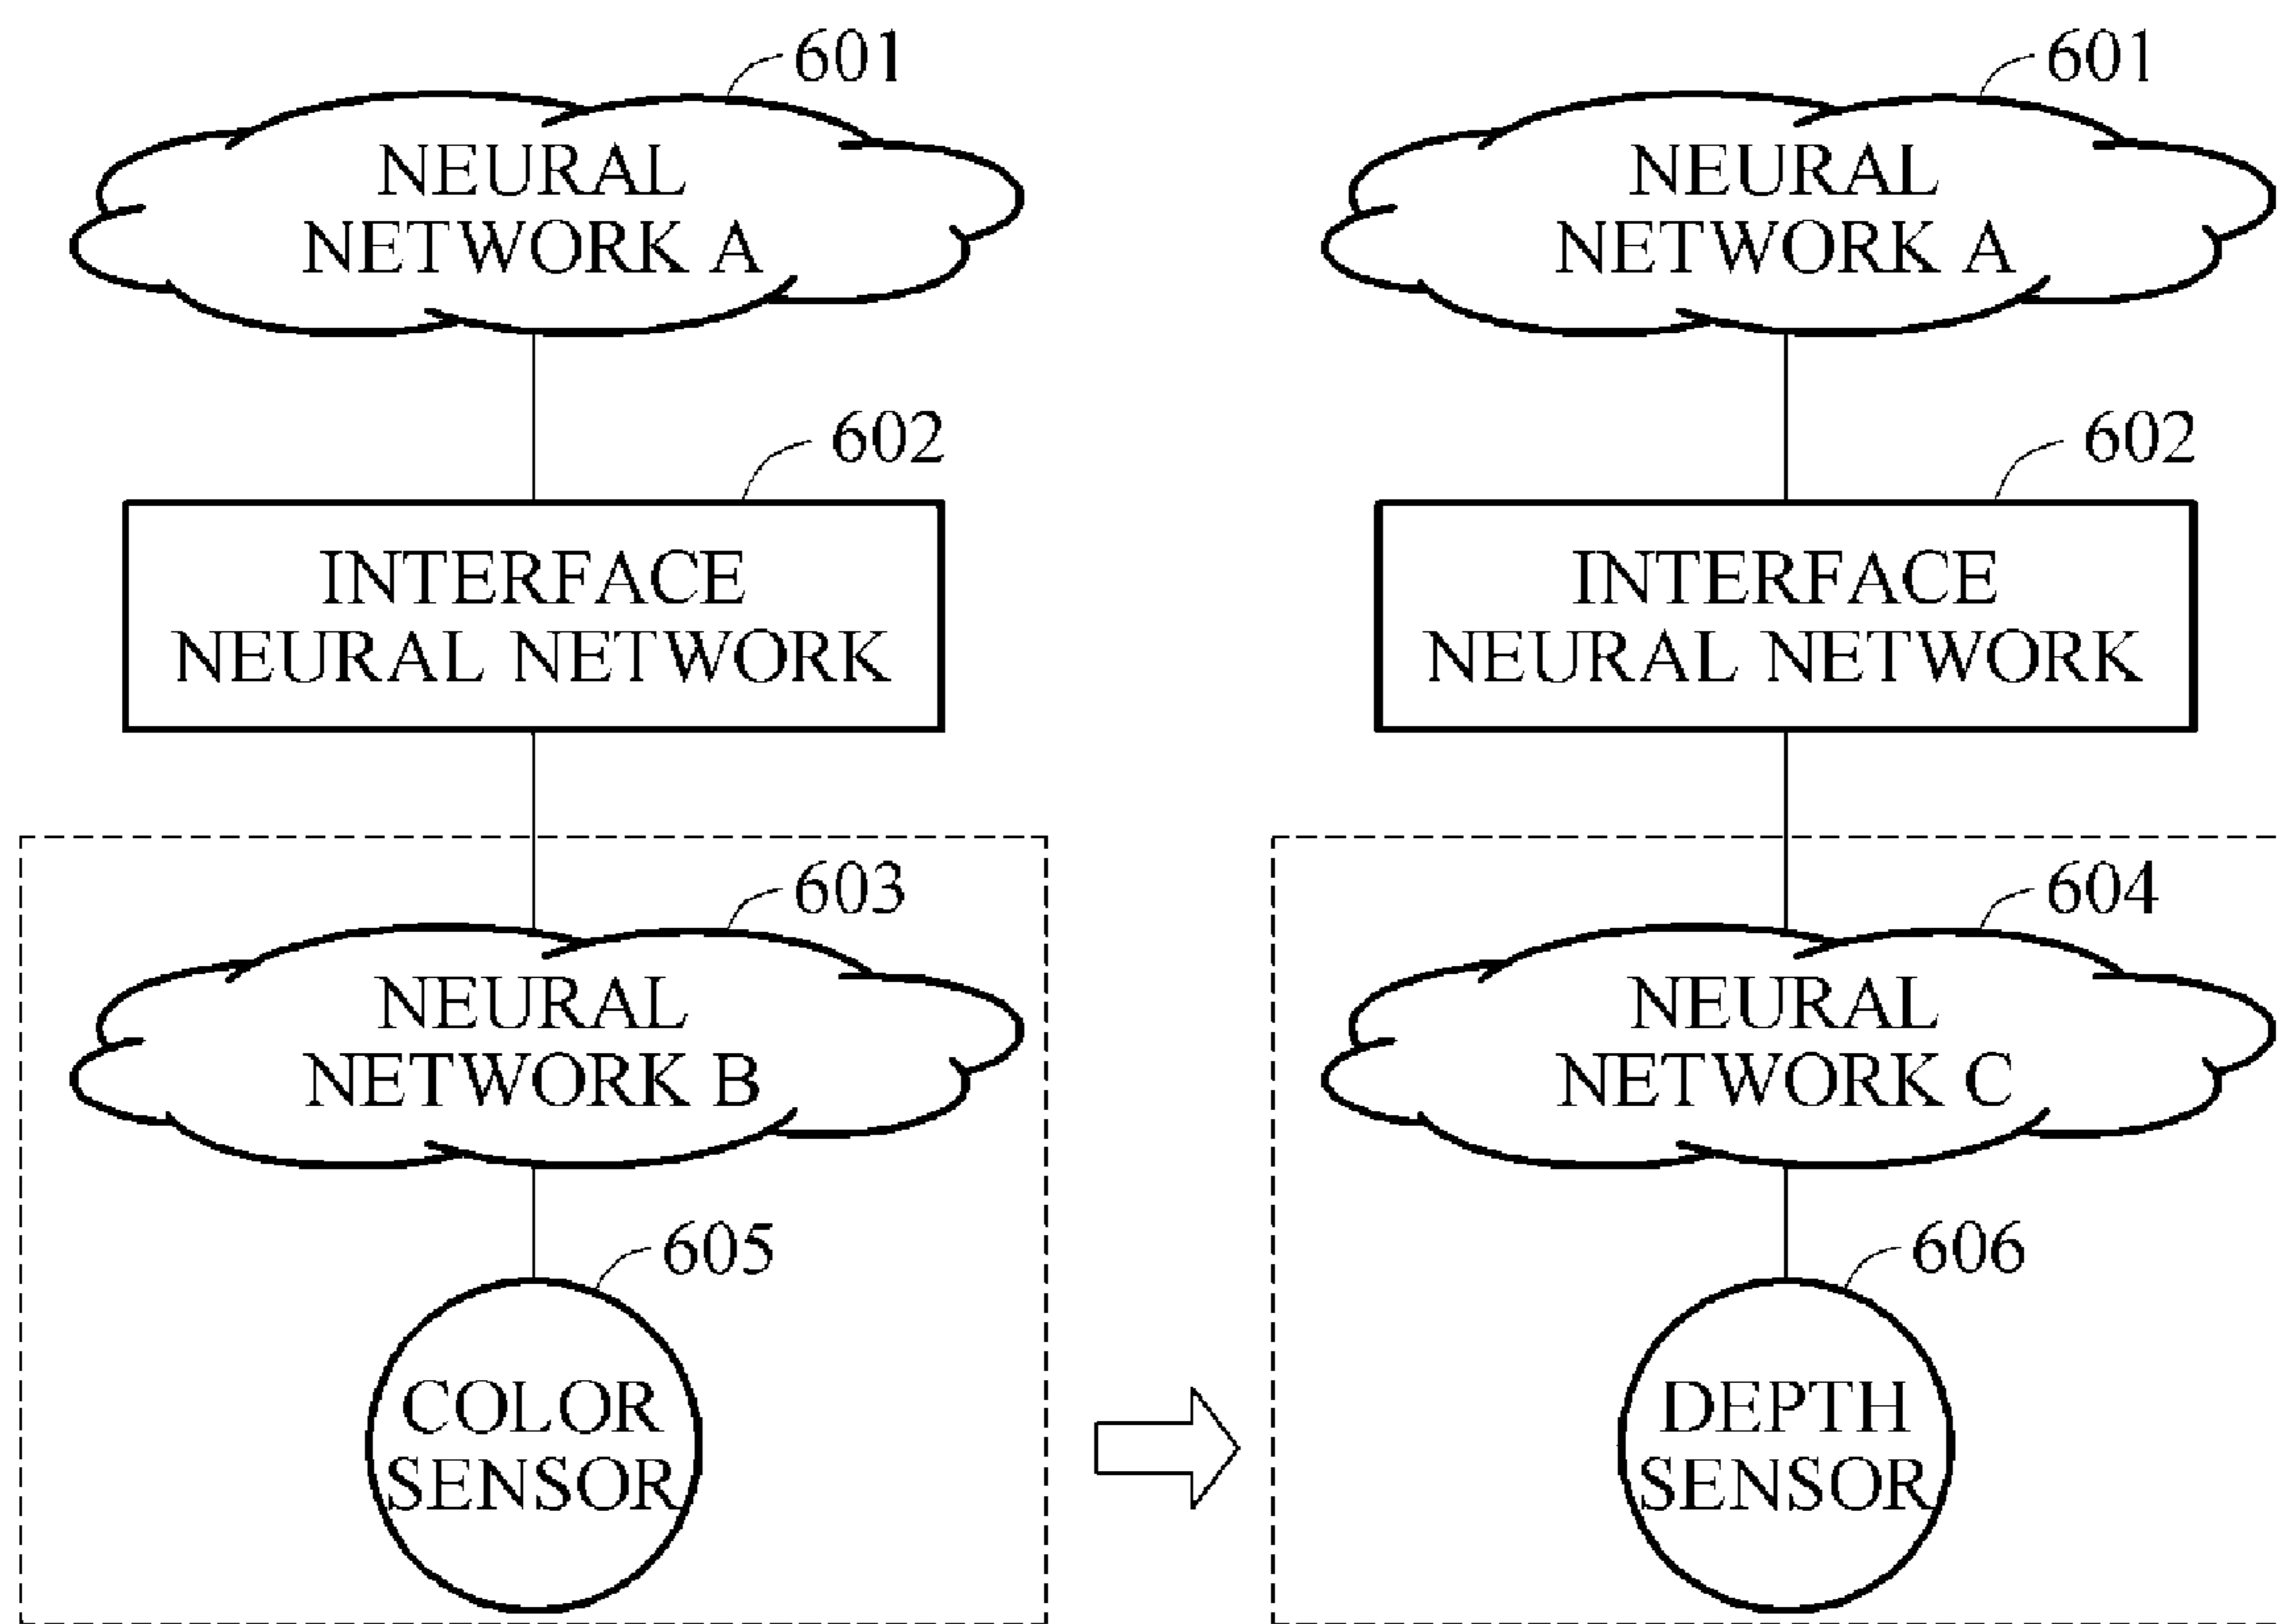 601
NEURAL
NETWORK A
602
INTERFACE
NEURAL NETWORK
603
NEURAL
NETWORK B
605
COLOR
SENSOR
601
NEURAL
NETWORK A
602
INTERFACE
NEURAL NETWORK
604
NEURAL
NETWORK C
606
DEPTH
SENSOR